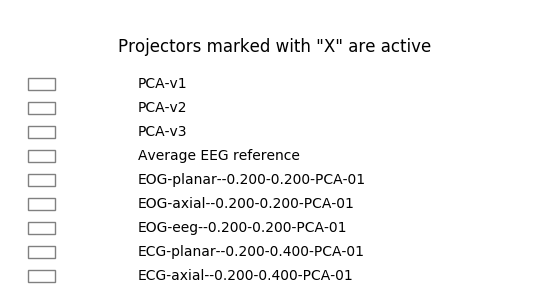 Projectors marked with "X" are active
PCA-v1
PCA-v2
PCA-v3
Average EEG reference
EOG-planar--0.200-0.200-PCA-01
EOG-axial--0.200-0.200-PCA-01
EOG-eeg--0.200-0.200-PCA-01
ECG-planar--0.200-0.400-PCA-01
ECG-axial--0.200-0.400-PCA-01